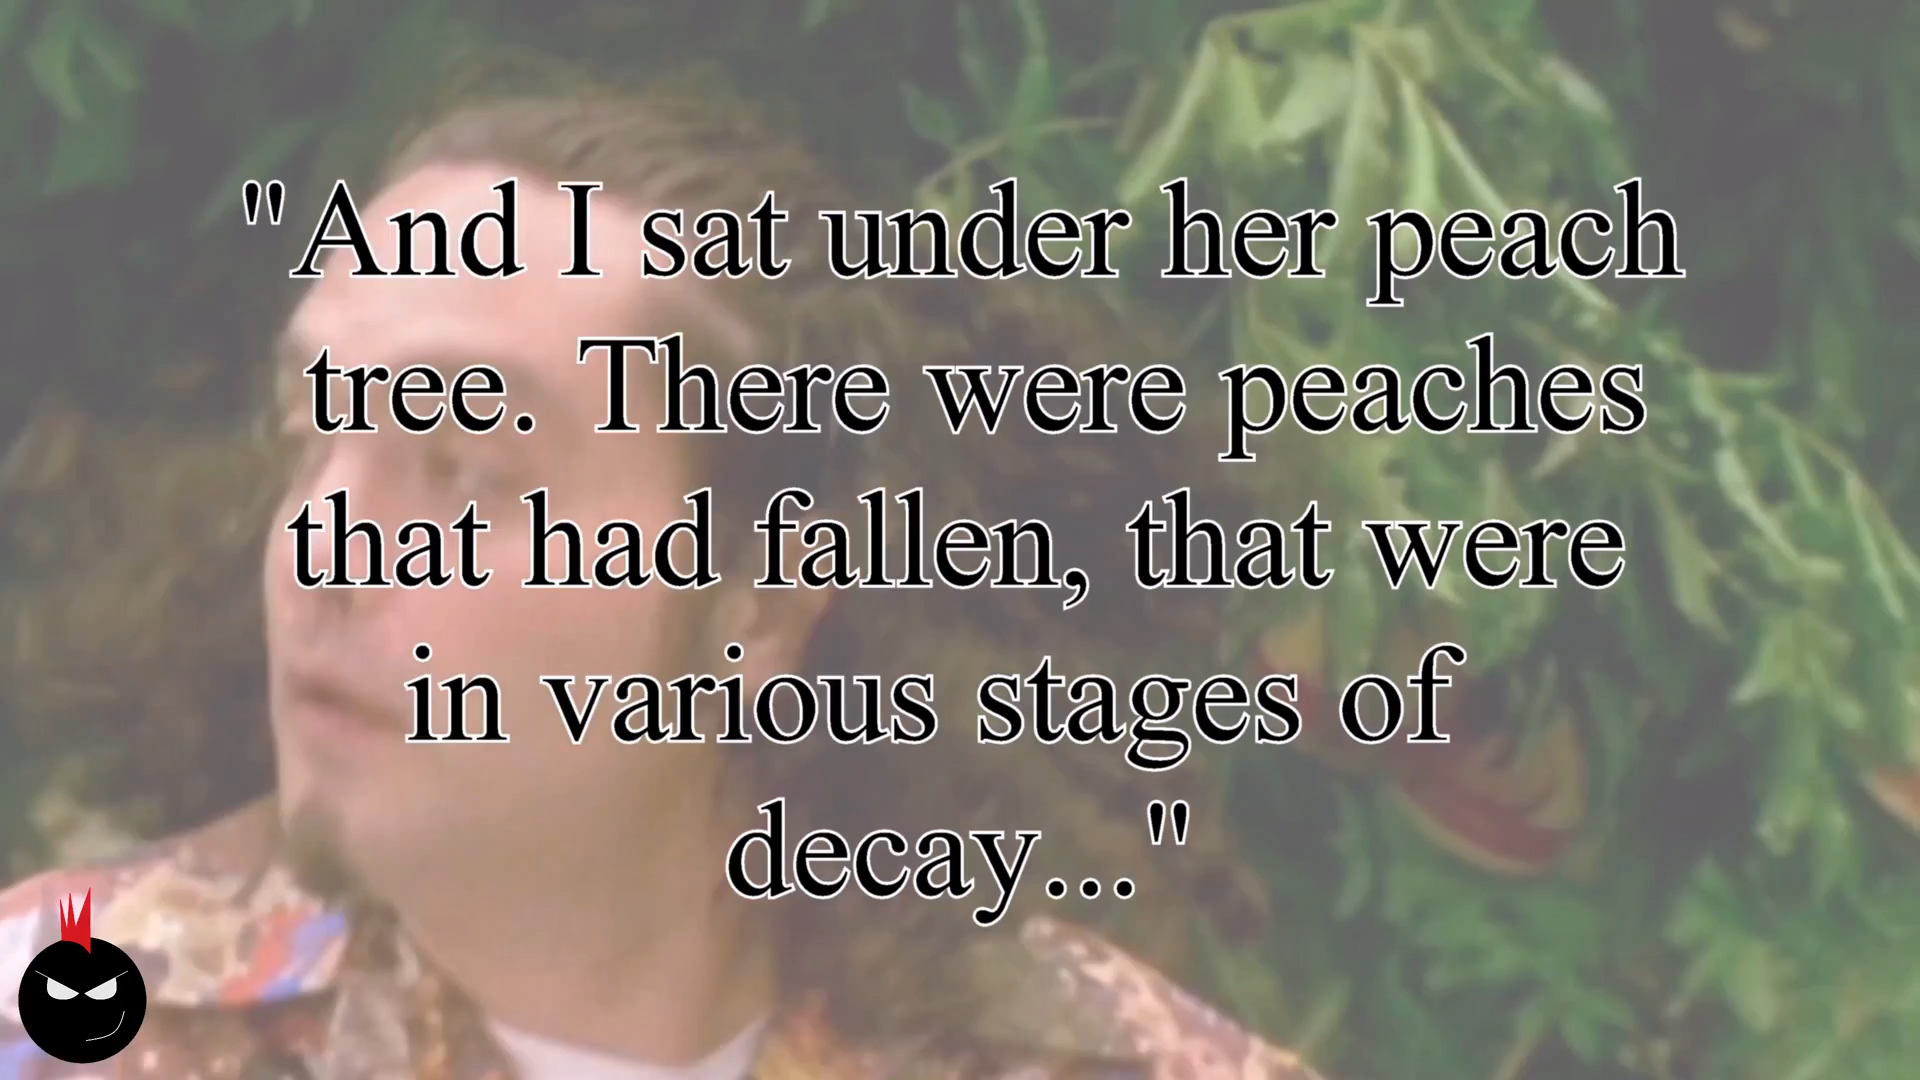 "And I sat under her peach
tree. There were peaches
that had fallen, that were
in various stages of
decay..."